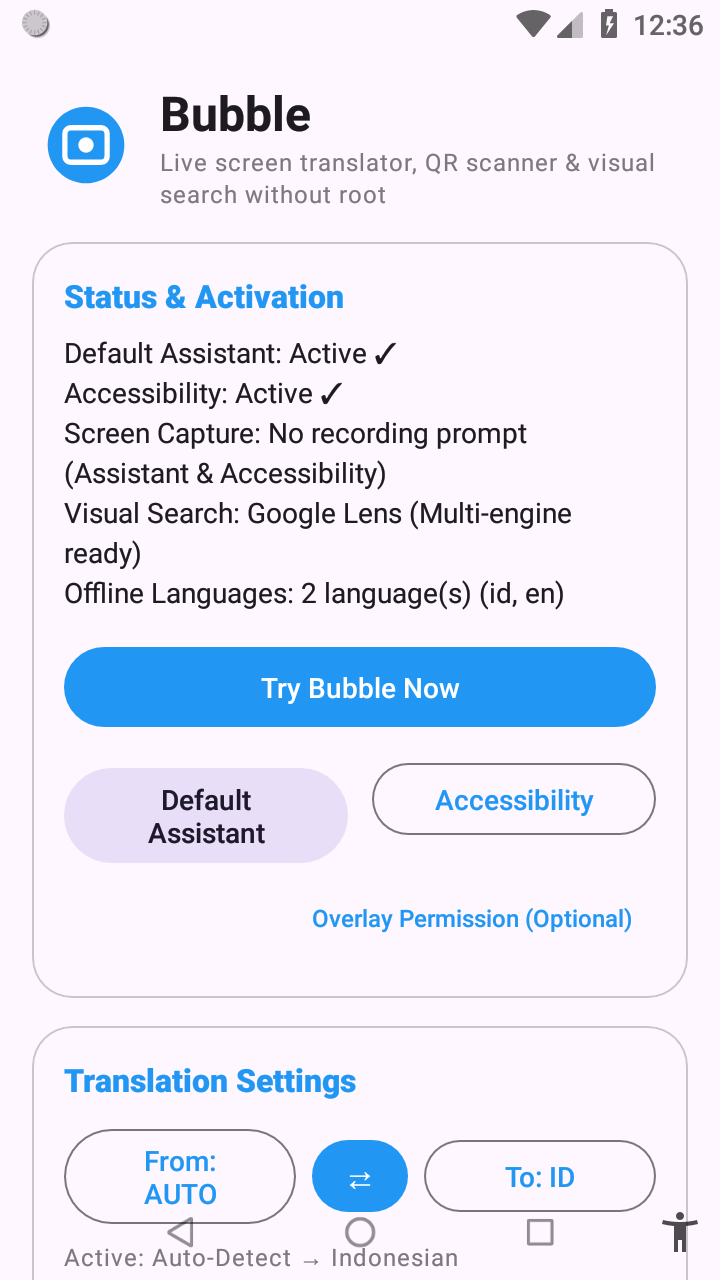 12:36
Bubble
Live screen translator, QR scanner & visual
search without root
Status & Activation
Default Assistant: Active ✓
Accessibility: Active ✓
Screen Capture: No recording prompt
(Assistant & Accessibility)
Visual Search: Google Lens (Multi-engine
ready)
Offline Languages: 2 language(s) (id, en)
Try Bubble Now
Default
Assistant
Accessibility
Overlay Permission (Optional)
Translation Settings
From:
AUTO
⇄
To: ID
Active: Auto-Detect → Indonesian